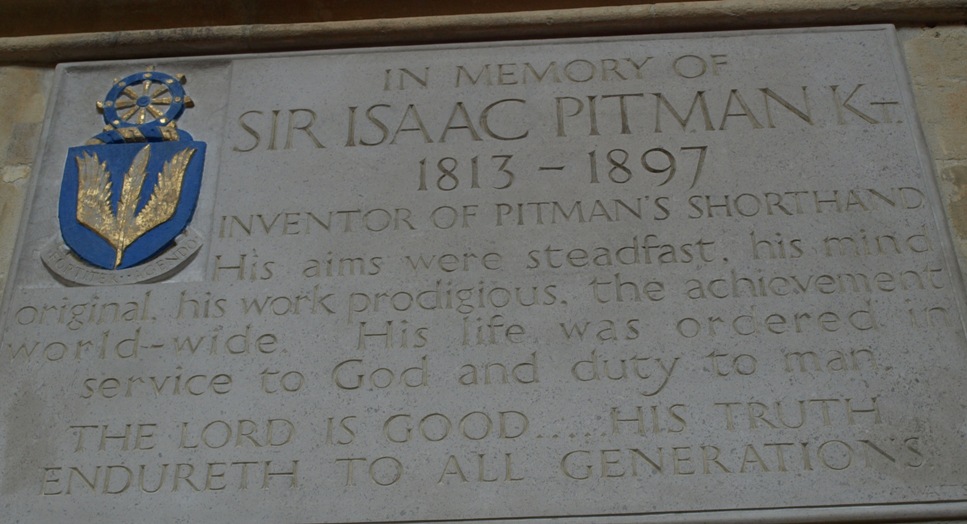 IN MEMORY OF
SIR ISAAC PITMAN Kt.
1813 - 1897
INVENTOR OF PITMAN'S SHORTHAND
His aims were steadfast, his mind
original, his work prodigious, the achievement
world-wide. His life was ordered in
service to God and duty to man.
THE LORD IS GOOD.....HIS TRUTH
ENDURETH TO ALL GENERATIONS